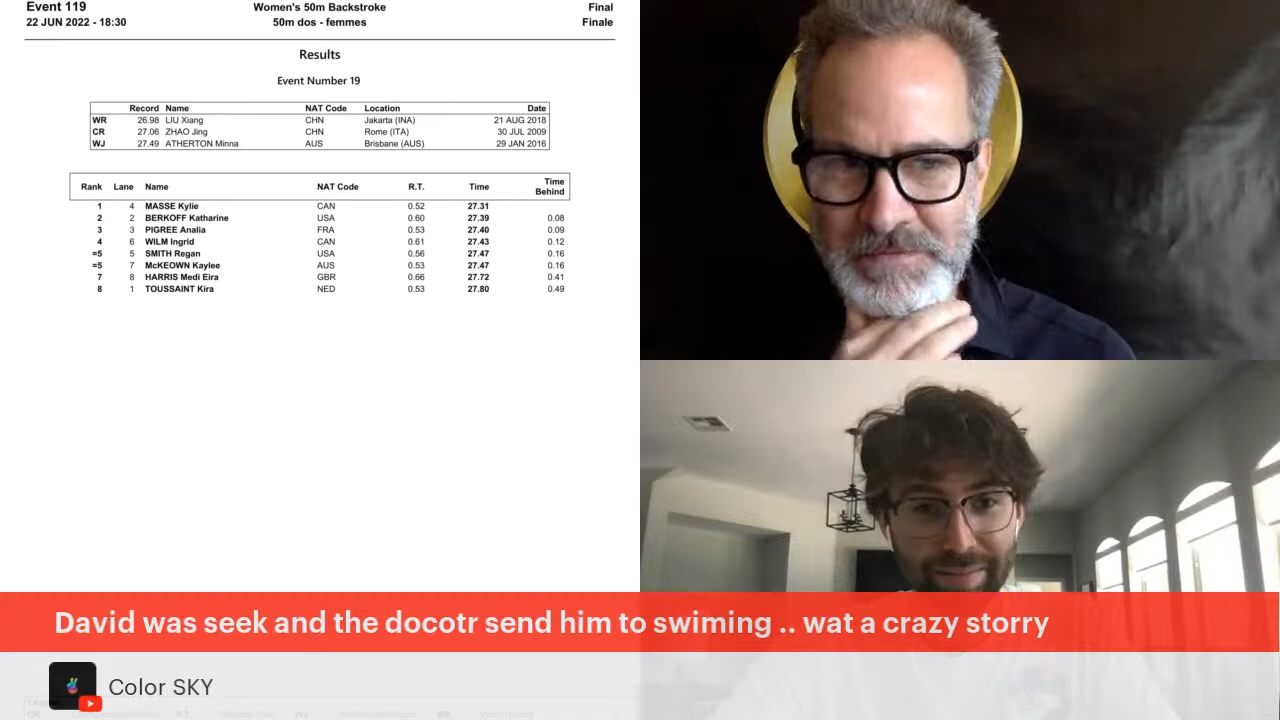 Event 119 Women's 50m Backstroke Final
22 JUN 2022 - 18:30 50m dos - femmes Finale
Results
Event Number 19
Record Name NAT Code Location Date
WR 26.98 LIU Xiang CHN Jakarta (INA) 21 AUG 2018
CR 27.06 ZHAO Jing CHN Rome (ITA) 30 JUL 2009
WJ 27.49 ATHERTON Minna AUS Brisbane (AUS) 29 JAN 2016
Rank Lane Name NAT Code R.T. Time Time Behind
1 4 MASSE Kylie CAN 0.52 27.31
2 2 BERKOFF Katharine USA 0.60 27.39 0.08
3 3 PIGREE Analia FRA 0.53 27.40 0.09
4 6 WILM Ingrid CAN 0.61 27.43 0.12
=5 5 SMITH Regan USA 0.56 27.47 0.16
=5 7 McKEOWN Kaylee AUS 0.53 27.47 0.16
7 8 HARRIS Medi Eira GBR 0.66 27.72 0.41
8 1 TOUSSAINT Kira NED 0.53 27.80 0.49
David was seek and the docotr send him to swiming .. wat a crazy storry
Color SKY